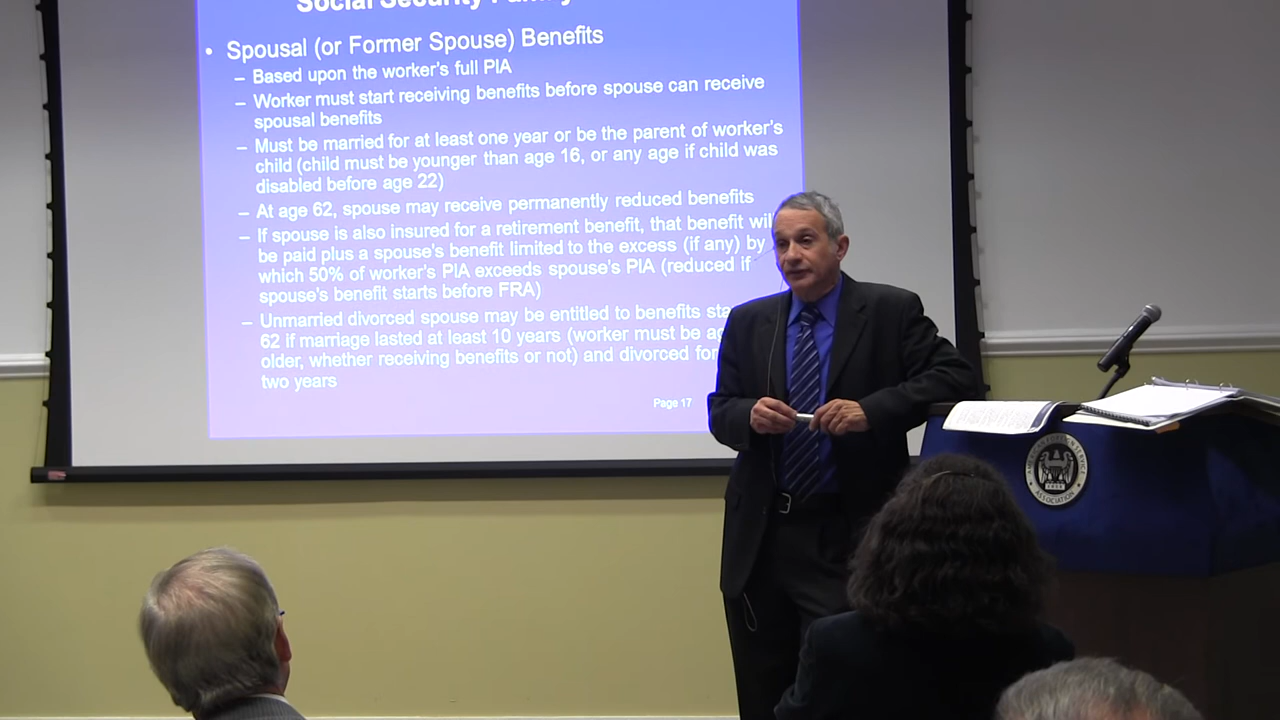 Social Security
• Spousal (or Former Spouse) Benefits
– Based upon the worker's full PIA
– Worker must start receiving benefits before spouse can receive
spousal benefits
– Must be married for at least one year or be the parent of worker's
child (child must be younger than age 16, or any age if child was
disabled before age 22)
– At age 62, spouse may receive permanently reduced benefits
– If spouse is also insured for a retirement benefit, that benefit will
be paid plus a spouse's benefit limited to the excess (if any) by
which 50% of worker's PIA exceeds spouse's PIA (reduced if
spouse's benefit starts before FRA)
– Unmarried divorced spouse may be entitled to benefits
62 if marriage lasted at least 10 years (worker must be
older, whether receiving benefits or not) and divorced
two years
Page 17
AMERICAN FOREIGN SERVICE
ASSOCIATION